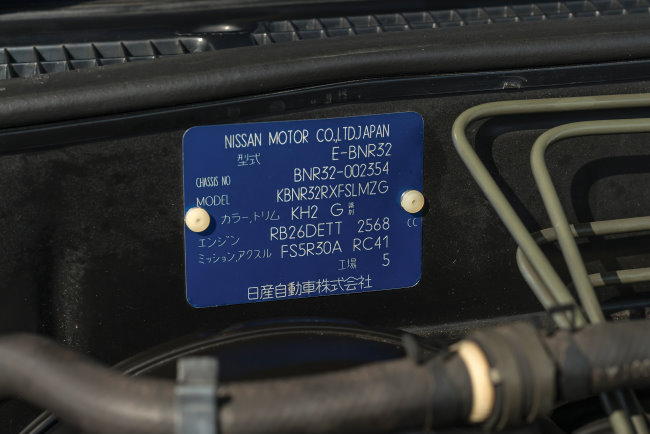 NISSAN MOTOR CO.,LTD.JAPAN
型式 E-BNR32
CHASSIS NO BNR32-002354
MODEL KBNR32RXFSLMZG
カラー,トリム KH2 G
エンジン RB26DETT 2568 CC
ミッション,アクスル FS5R30A RC41
工場 5
日産自動車株式会社